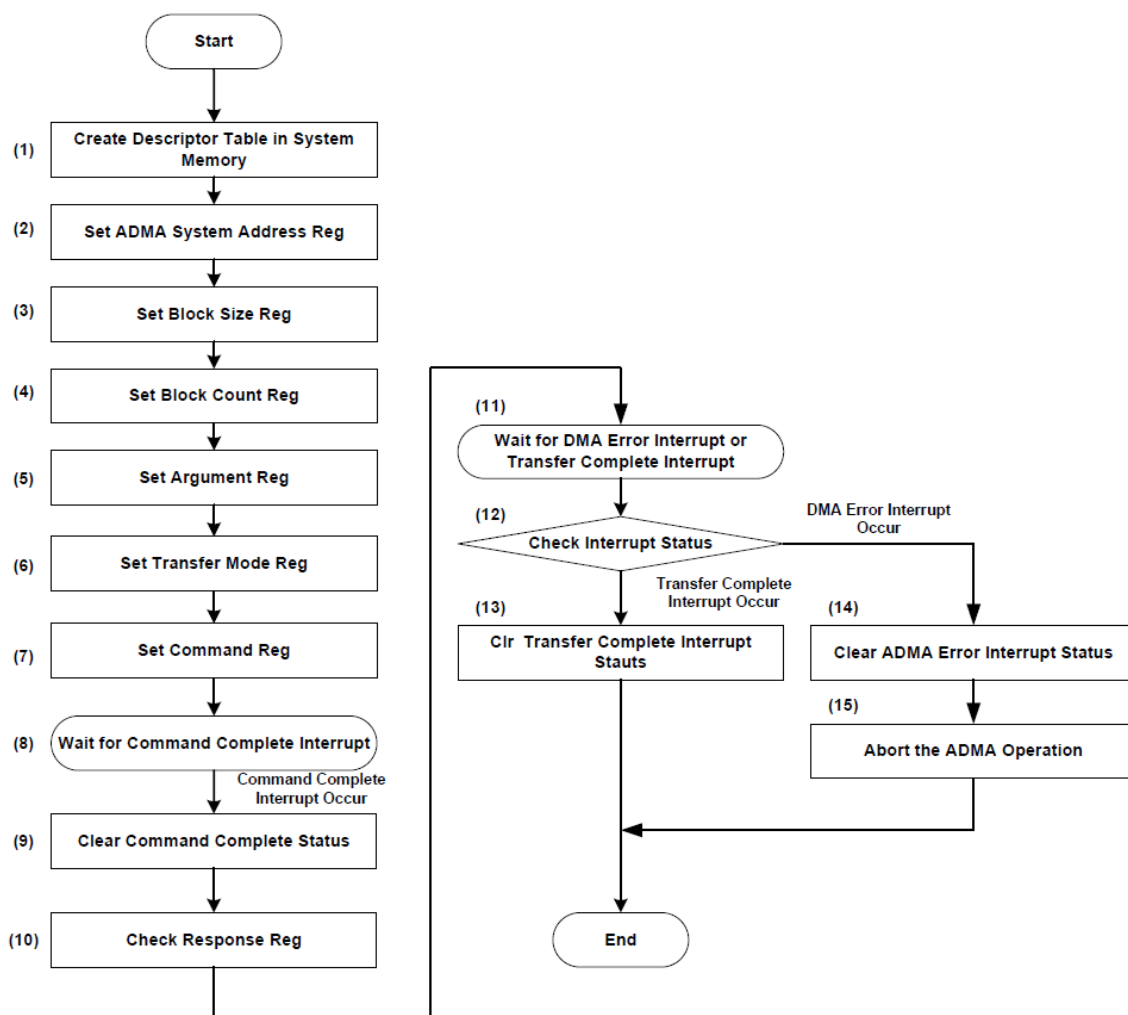 Start
(1)
Create Descriptor Table in System
Memory
(2)
Set ADMA System Address Reg
(3)
Set Block Size Reg
(4)
Set Block Count Reg
(5)
Set Argument Reg
(6)
Set Transfer Mode Reg
(7)
Set Command Reg
(8)
Wait for Command Complete Interrupt
Command Complete
Interrupt Occur
(9)
Clear Command Complete Status
(10)
Check Response Reg
(11)
Wait for DMA Error Interrupt or
Transfer Complete Interrupt
(12)
Check Interrupt Status
DMA Error Interrupt
Occur
Transfer Complete
Interrupt Occur
(13)
Clr Transfer Complete Interrupt
Stauts
(14)
Clear ADMA Error Interrupt Status
(15)
Abort the ADMA Operation
End